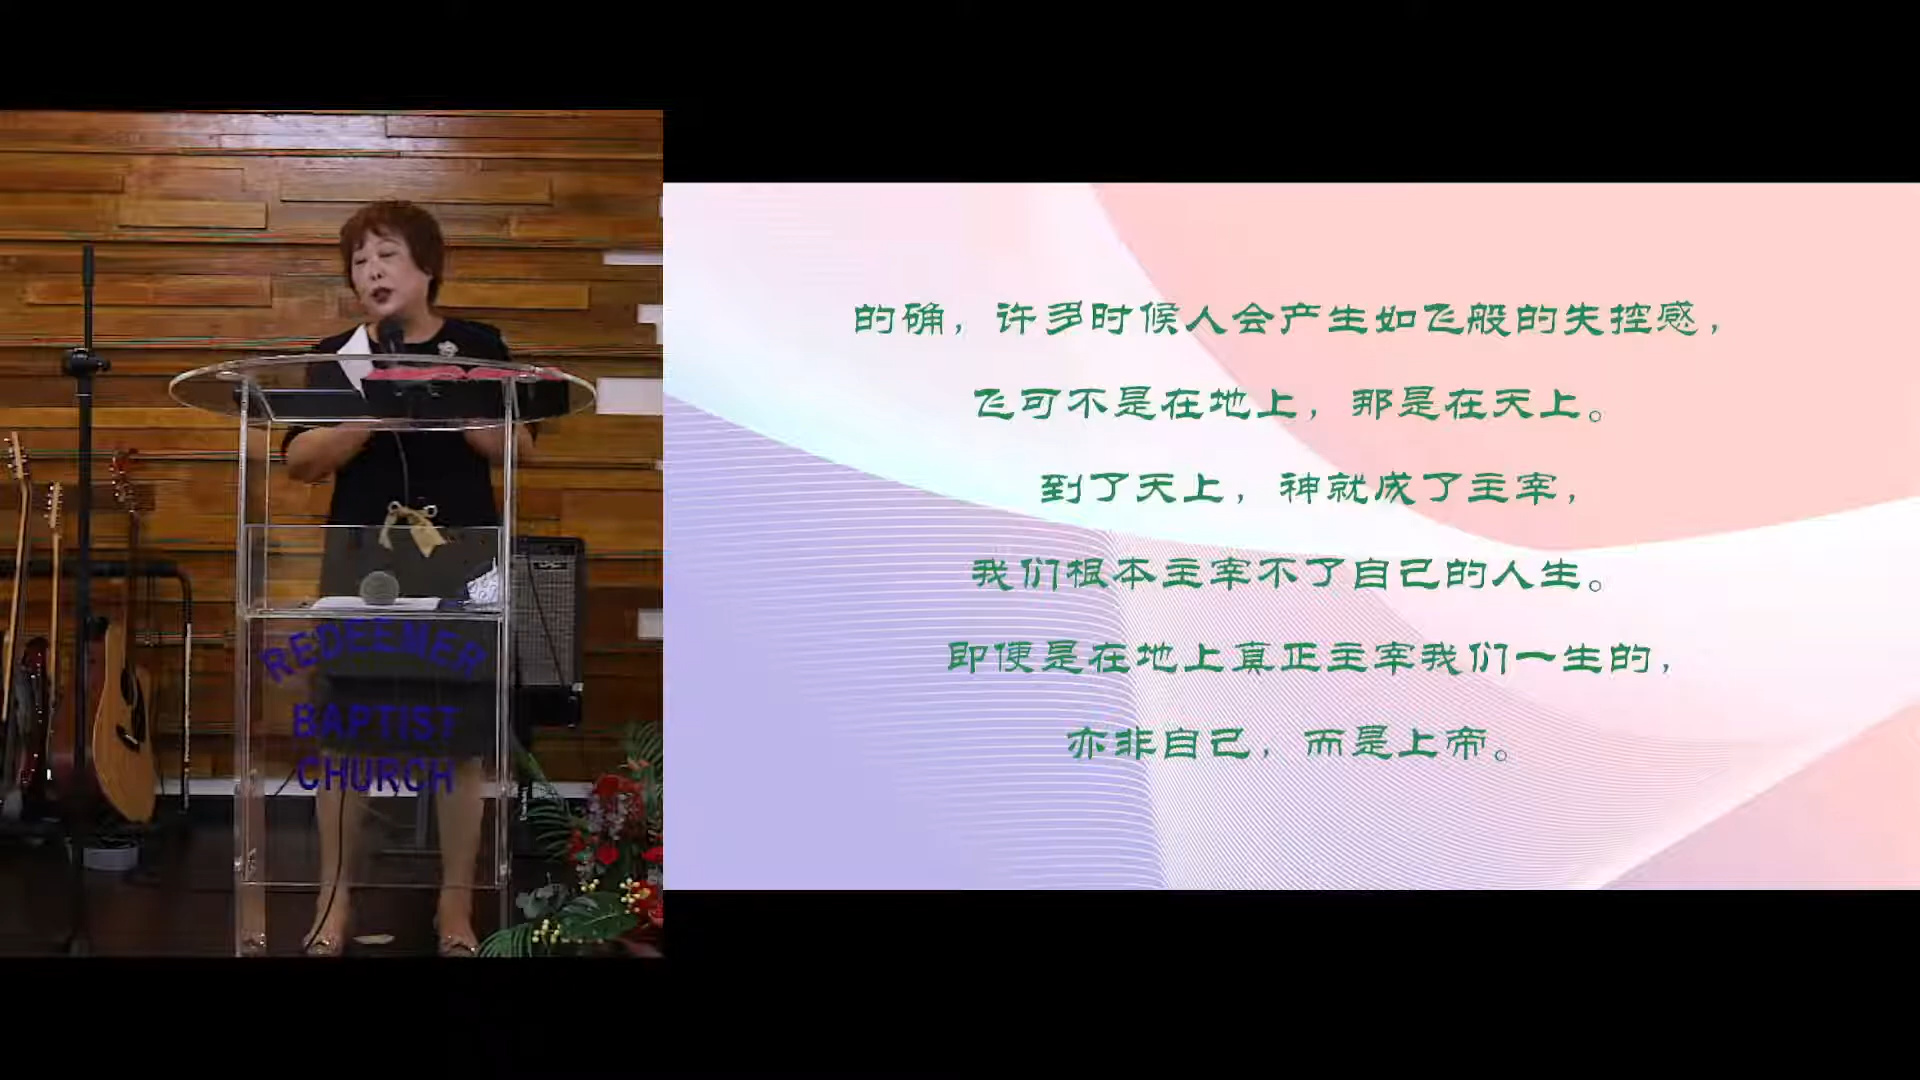 的确，许多时候人会产生如飞般的失控感，
飞可不是在地上，那是在天上。
到了天上，神就成了主宰，
我们根本主宰不了自己的人生。
即便是在地上真正主宰我们一生的，
亦非自己，而是上帝。
REDEEMER
BAPTIST
CHURCH